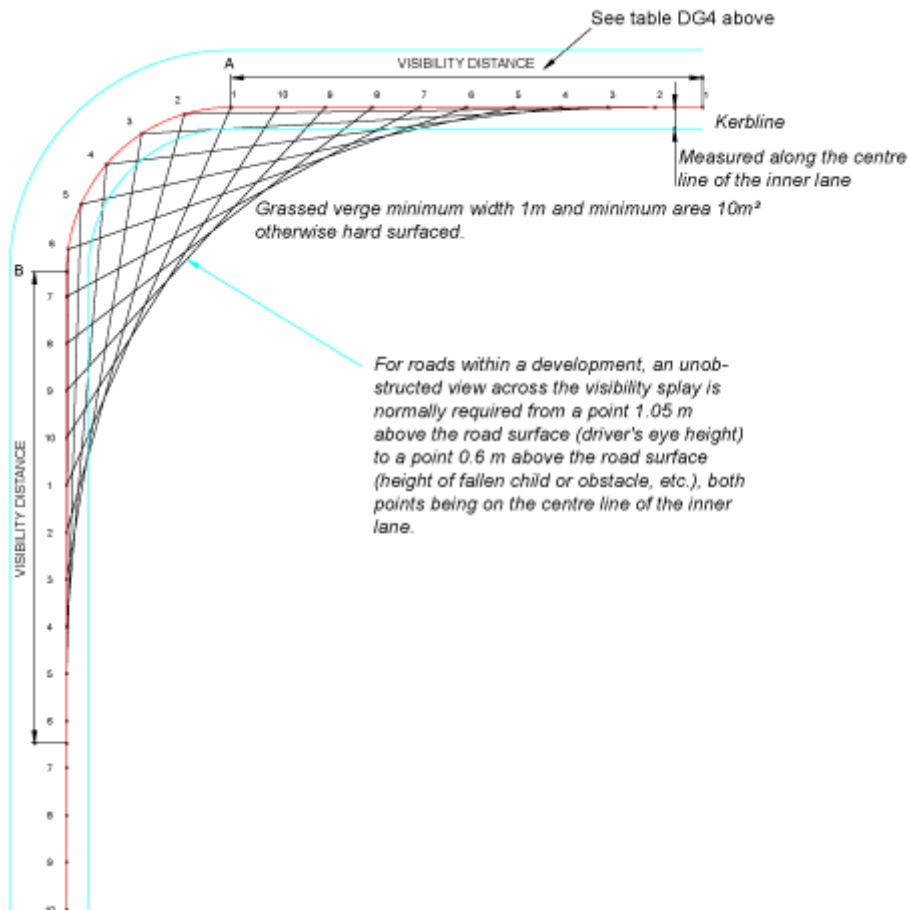 See table DG4 above
A
VISIBILITY DISTANCE
1 10 9 8 7 6 5 4 3 2 1
2
3
4
5
6
Kerbline
Measured along the centre
line of the inner lane
Grassed verge minimum width 1m and minimum area 10m²
otherwise hard surfaced.
B
7
8
9
10
1
2
3
4
5
6
7
8
9
10
VISIBILITY DISTANCE
For roads within a development, an unob-
structed view across the visibility splay is
normally required from a point 1.05 m
above the road surface (driver's eye height)
to a point 0.6 m above the road surface
(height of fallen child or obstacle, etc.), both
points being on the centre line of the inner
lane.